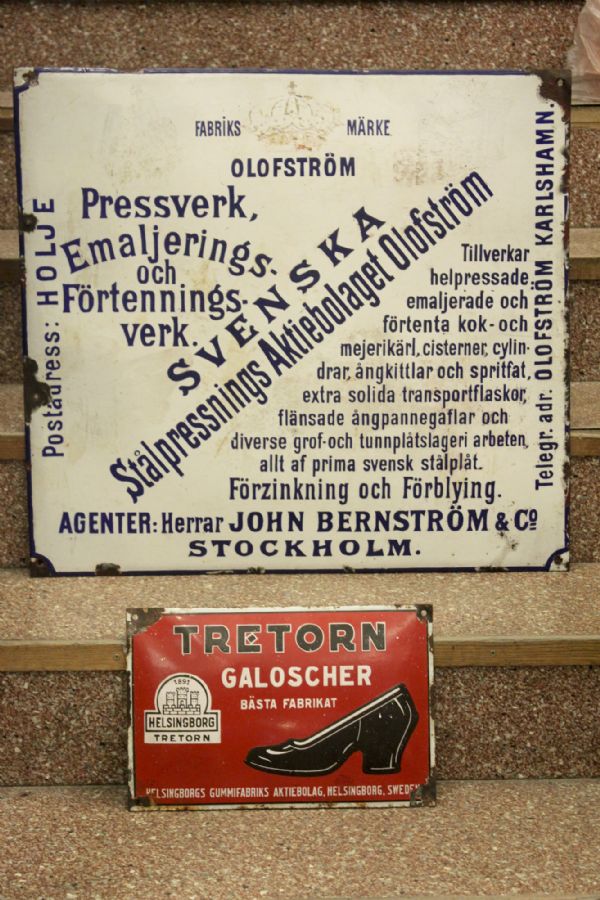 FABRIKS MÄRKE
OLOFSTRÖM
Pressverk,
Emaljerings-
och
Förtennings-
verk.
SVENSKA
Stålpressnings Aktiebolaget Olofström
Tillverkar
helpressade,
emaljerade och
förtenta kok- och
mejerikärl, cisterner, cylin-
drar, ångkittlar och spritfat,
extra solida transportflaskor,
flänsade ångpannegaflar och
diverse grof- och tunnplåtslageri arbeten,
allt af prima svensk stålplåt.
Förzinkning och Förblying.
Postadress: HOLJE
Telegr. adr. OLOFSTRÖM KARLSHAMN.
AGENTER: Herrar JOHN BERNSTRÖM & Co
STOCKHOLM.
TRETORN
GALOSCHER
BÄSTA FABRIKAT
1891
HELSINGBORG
TRETORN
HELSINGBORGS GUMMIFABRIKS AKTIEBOLAG, HELSINGBORG, SWEDEN